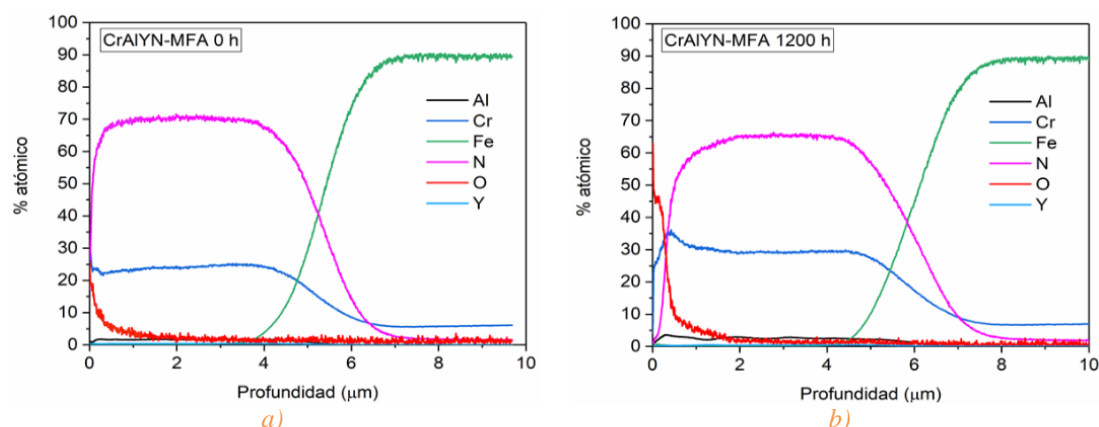 CrAlYN-MFA 0 h
100
90
80
70
60
50
40
30
20
10
0
% atómico
Al
Cr
Fe
N
O
Y
0 2 4 6 8 10
Profundidad (μm)
a)
CrAlYN-MFA 1200 h
100
90
80
70
60
50
40
30
20
10
0
% atómico
Al
Cr
Fe
N
O
Y
0 2 4 6 8 10
Profundidad (μm)
b)